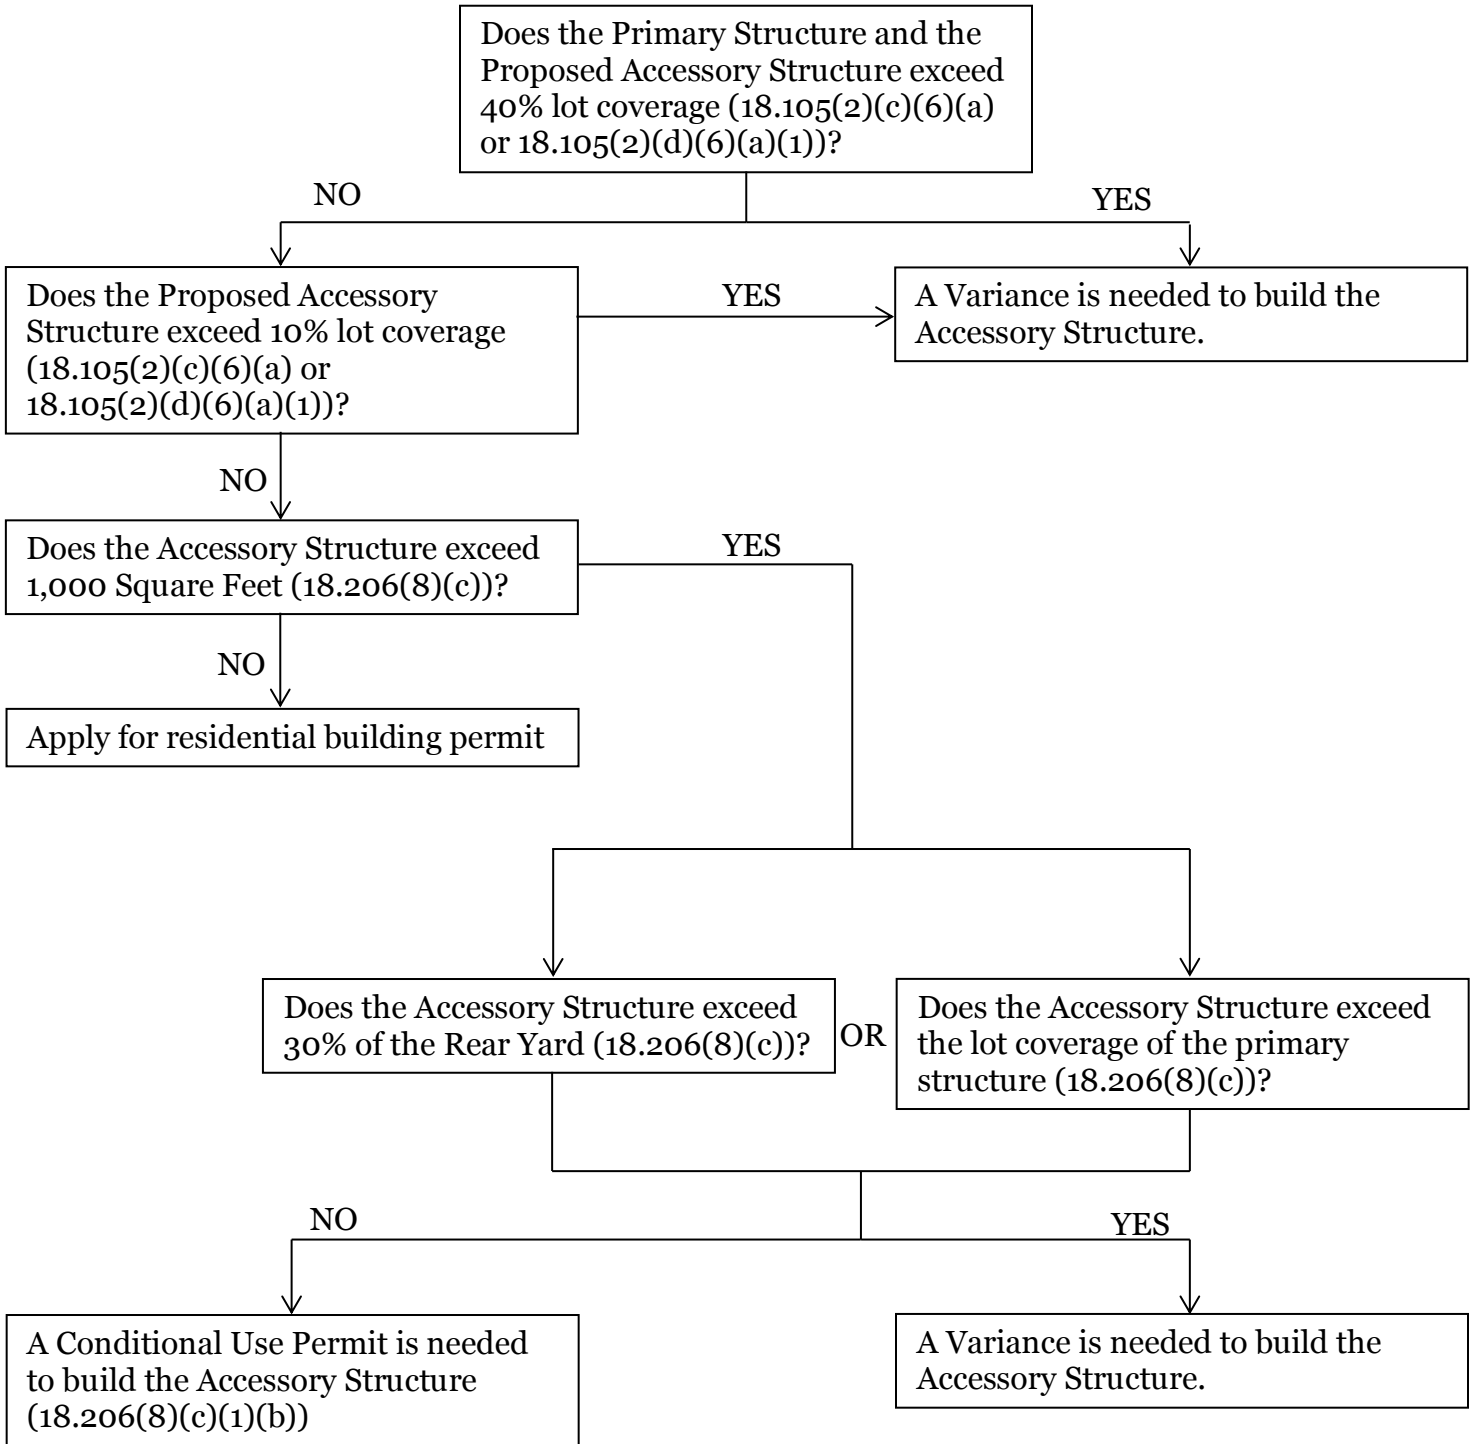 Does the Primary Structure and the
Proposed Accessory Structure exceed
40% lot coverage (18.105(2)(c)(6)(a)
or 18.105(2)(d)(6)(a)(1))?
NO
YES
Does the Proposed Accessory
Structure exceed 10% lot coverage
(18.105(2)(c)(6)(a) or
18.105(2)(d)(6)(a)(1))?
YES
A Variance is needed to build the
Accessory Structure.
NO
Does the Accessory Structure exceed
1,000 Square Feet (18.206(8)(c))?
YES
NO
Apply for residential building permit
Does the Accessory Structure exceed
30% of the Rear Yard (18.206(8)(c))?
OR
Does the Accessory Structure exceed
the lot coverage of the primary
structure (18.206(8)(c))?
NO
YES
A Conditional Use Permit is needed
to build the Accessory Structure
(18.206(8)(c)(1)(b))
A Variance is needed to build the
Accessory Structure.